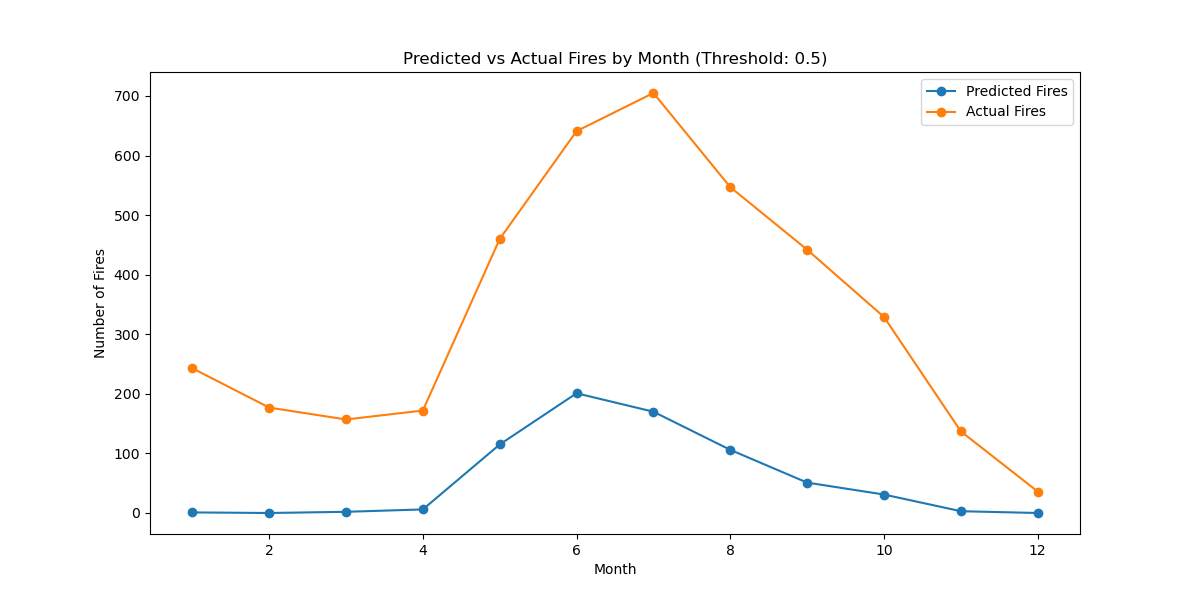 Predicted vs Actual Fires by Month (Threshold: 0.5)
Predicted Fires
Actual Fires
Number of Fires
700
600
500
400
300
200
100
0
2 4 6 8 10 12
Month